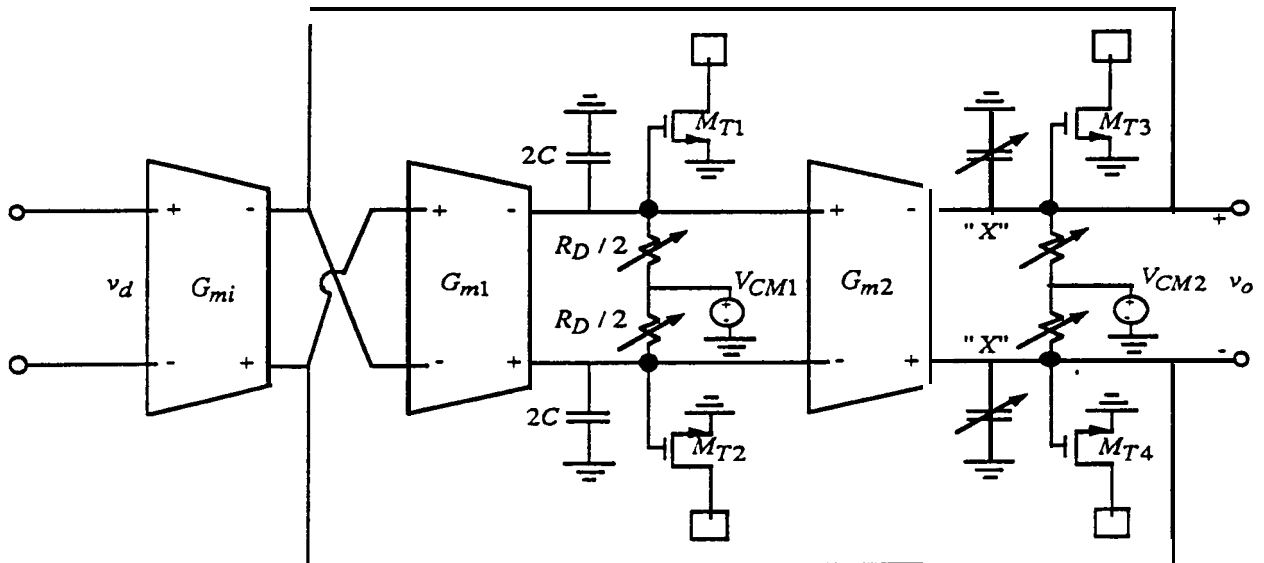 M_T1
M_T3
2C
+ -
+ -
+ -
"X"
+
R_D / 2
v_d
G_mi
G_m1
V_CM1
+
-
G_m2
V_CM2
+
-
v_o
R_D / 2
"X"
- +
- +
- +
-
2C
M_T2
M_T4